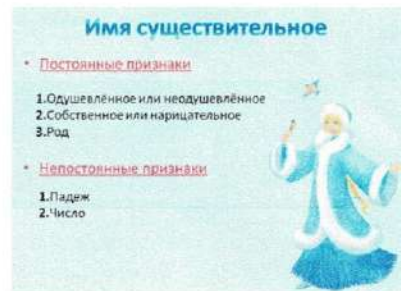 Имя существительное
• Постоянные признаки
1.Одушевлённое или неодушевлённое
2.Собственное или нарицательное
3.Род
• Непостоянные признаки
1.Падеж
2.Число